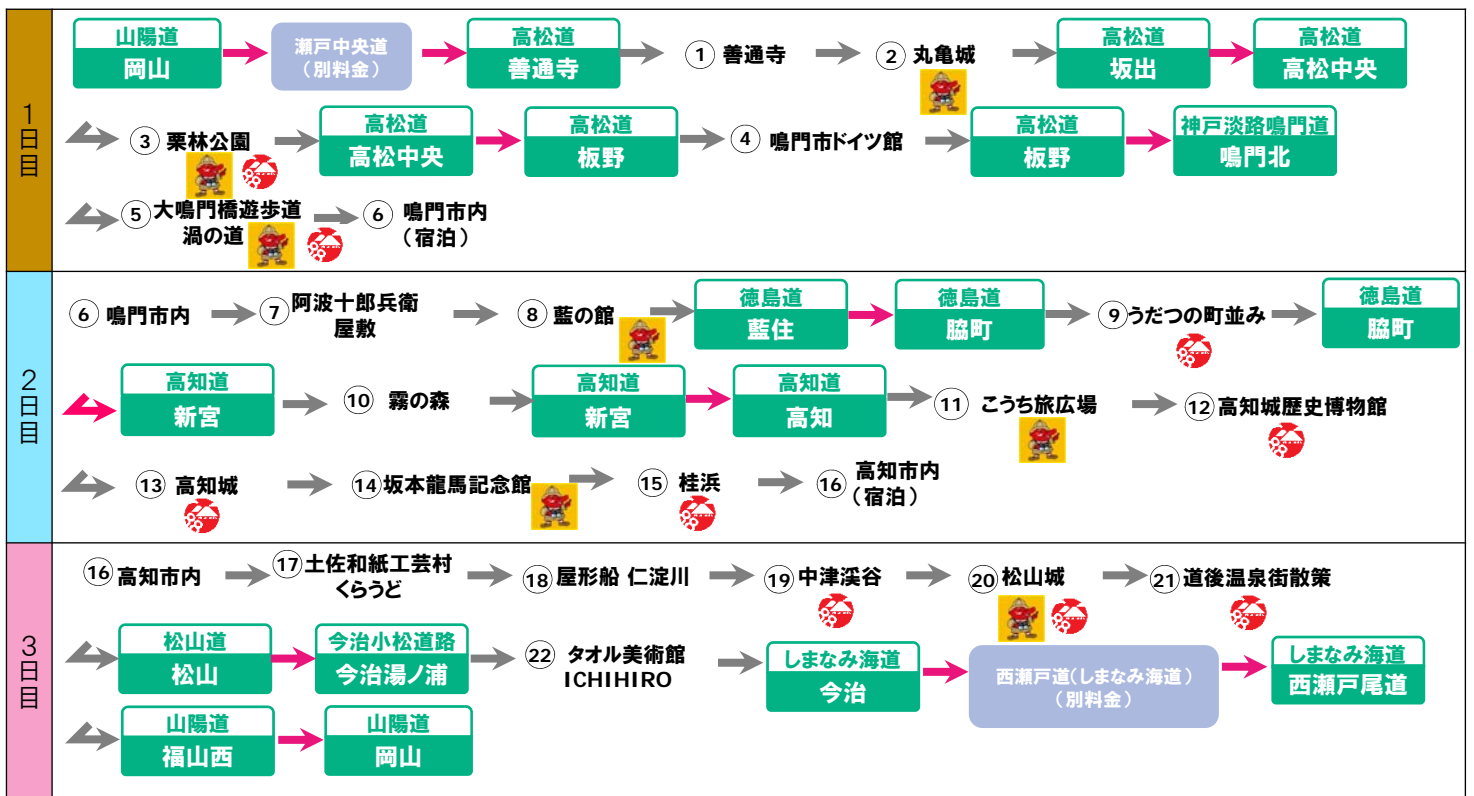 1日目
山陽道
岡山
瀬戸中央道
（別料金）
高松道
善通寺
① 善通寺
② 丸亀城
高松道
坂出
高松道
高松中央
③ 栗林公園
高松道
高松中央
高松道
板野
④ 鳴門市ドイツ館
高松道
板野
神戸淡路鳴門道
鳴門北
⑤ 大鳴門橋遊歩道
渦の道
⑥ 鳴門市内
（宿泊）
2日目
⑥ 鳴門市内
⑦ 阿波十郎兵衛
屋敷
⑧ 藍の館
徳島道
藍住
徳島道
脇町
⑨ うだつの町並み
徳島道
脇町
高知道
新宮
⑩ 霧の森
高知道
新宮
高知道
高知
⑪ こうち旅広場
⑫ 高知城歴史博物館
⑬ 高知城
⑭ 坂本龍馬記念館
⑮ 桂浜
⑯ 高知市内
（宿泊）
3日目
⑯ 高知市内
⑰ 土佐和紙工芸村
くらうど
⑱ 屋形船 仁淀川
⑲ 中津渓谷
⑳ 松山城
㉑ 道後温泉街散策
松山道
松山
今治小松道路
今治湯ノ浦
㉒ タオル美術館
ICHIHIRO
しまなみ海道
今治
西瀬戸道（しまなみ海道）
（別料金）
しまなみ海道
西瀬戸尾道
山陽道
福山西
山陽道
岡山